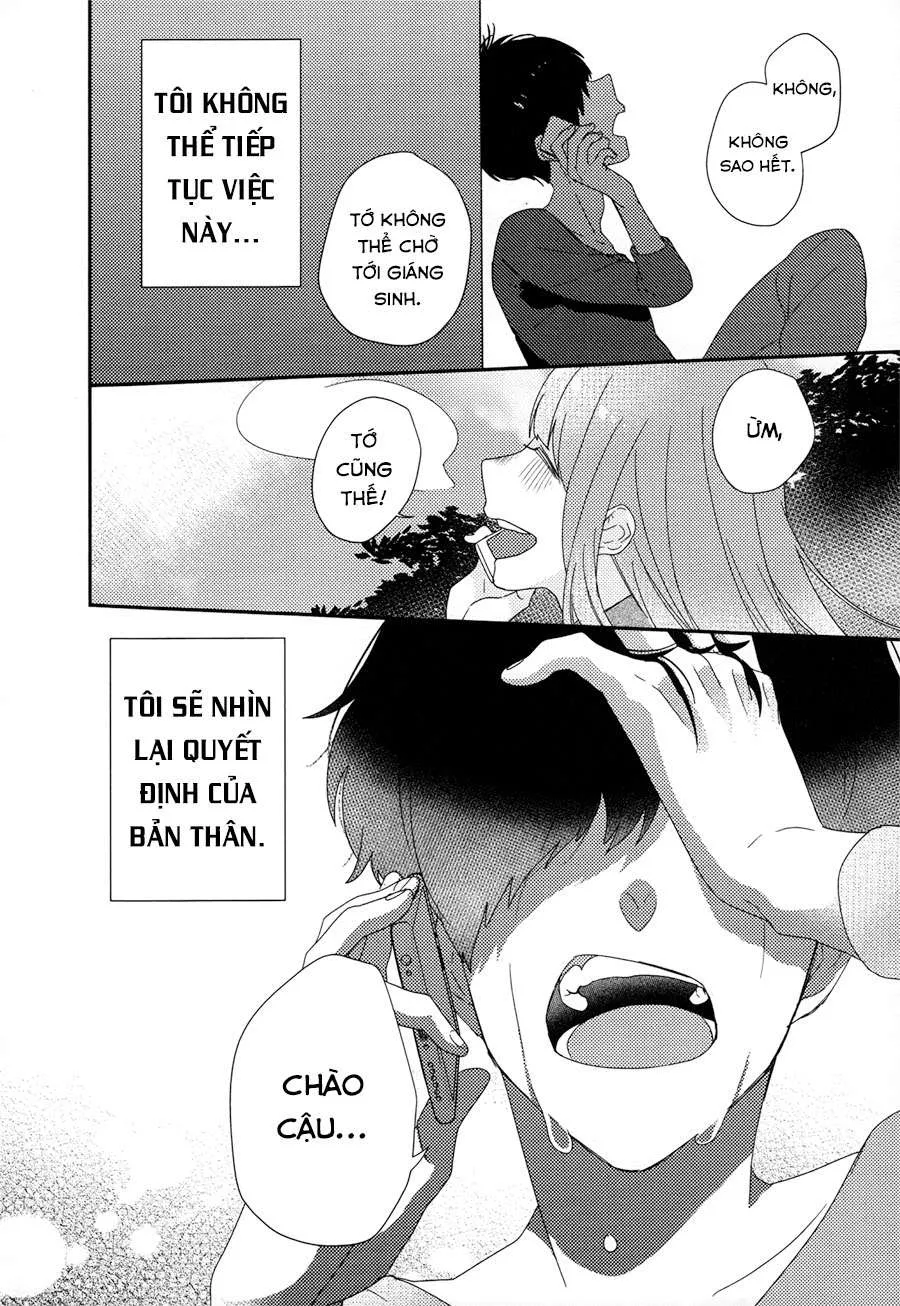 KHÔNG,
KHÔNG
SAO HẾT.
TỚ KHÔNG
THỂ CHỜ
TỚI GIÁNG
SINH.
TÔI KHÔNG
THỂ TIẾP
TỤC VIỆC
NÀY...
ỪM,
TỚ
CŨNG
THẾ!
TÔI SẼ NHÌN
LẠI QUYẾT
ĐỊNH CỦA
BẢN THÂN.
CHÀO
CẬU...